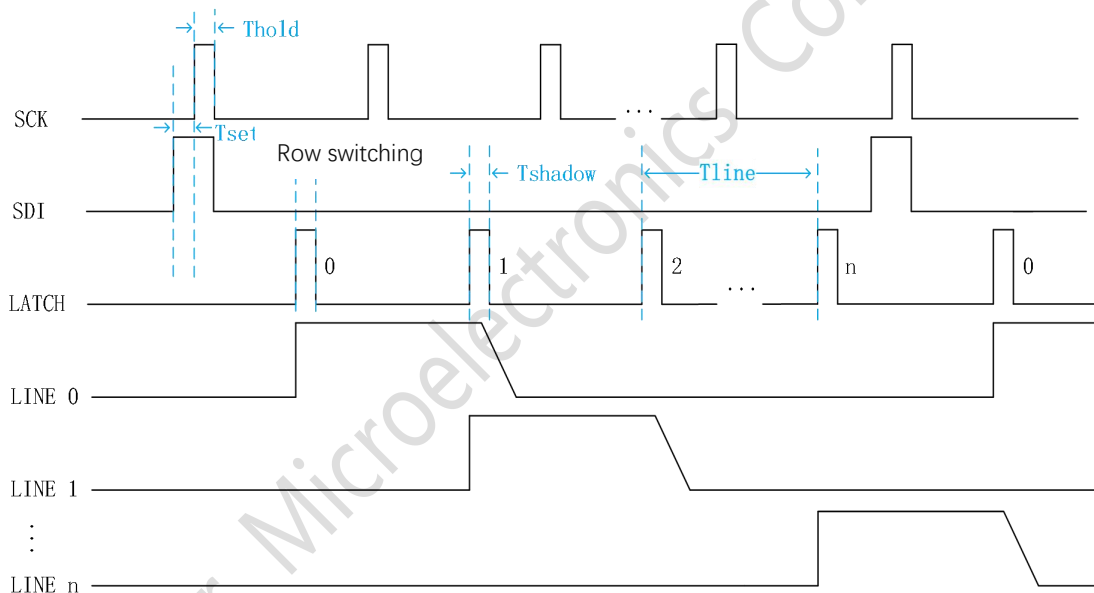 Thold
SCK
...
Tset
Row switching
Tshadow
Tline
SDI
0
1
2
n
0
LATCH
...
LINE 0
LINE 1
⋮
LINE n
Microelectronics